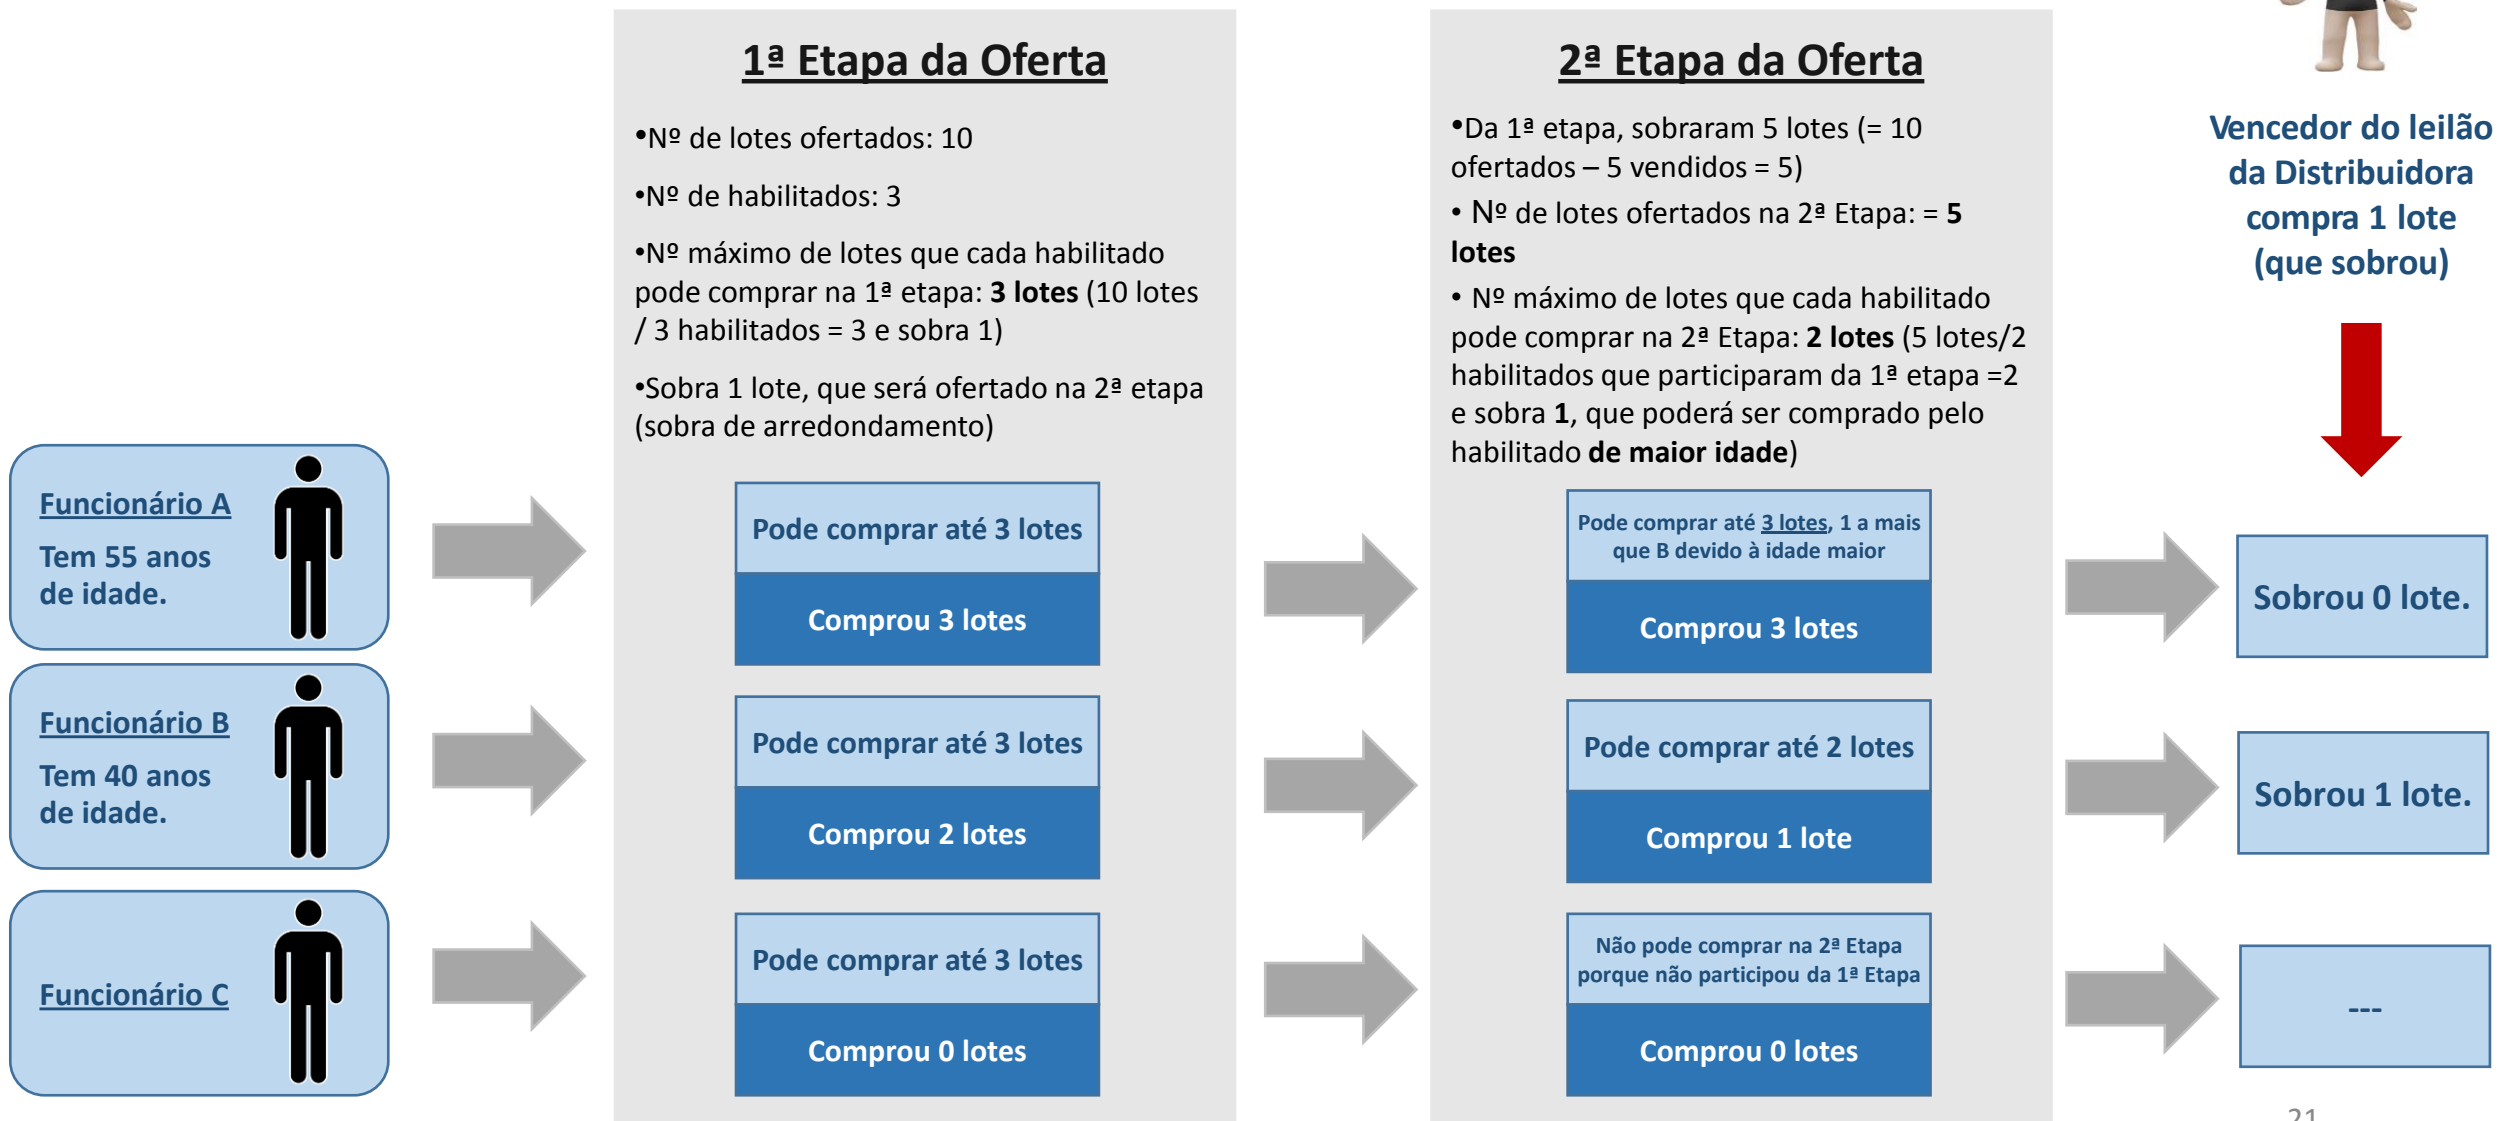 1ª Etapa da Oferta
•Nº de lotes ofertados: 10
•Nº de habilitados: 3
•Nº máximo de lotes que cada habilitado
pode comprar na 1ª etapa: 3 lotes (10 lotes
/ 3 habilitados = 3 e sobra 1)
•Sobra 1 lote, que será ofertado na 2ª etapa
(sobra de arredondamento)
2ª Etapa da Oferta
•Da 1ª etapa, sobraram 5 lotes (= 10
ofertados – 5 vendidos = 5)
• Nº de lotes ofertados na 2ª Etapa: = 5
lotes
• Nº máximo de lotes que cada habilitado
pode comprar na 2ª Etapa: 2 lotes (5 lotes/2
habilitados que participaram da 1ª etapa =2
e sobra 1, que poderá ser comprado pelo
habilitado de maior idade)
Vencedor do leilão
da Distribuidora
compra 1 lote
(que sobrou)
Funcionário A
Tem 55 anos
de idade.
Pode comprar até 3 lotes
Comprou 3 lotes
Pode comprar até 3 lotes, 1 a mais
que B devido à idade maior
Comprou 3 lotes
Sobrou 0 lote.
Funcionário B
Tem 40 anos
de idade.
Pode comprar até 3 lotes
Comprou 2 lotes
Pode comprar até 2 lotes
Comprou 1 lote
Sobrou 1 lote.
Funcionário C
Pode comprar até 3 lotes
Comprou 0 lotes
Não pode comprar na 2ª Etapa
porque não participou da 1ª Etapa
Comprou 0 lotes
---
21